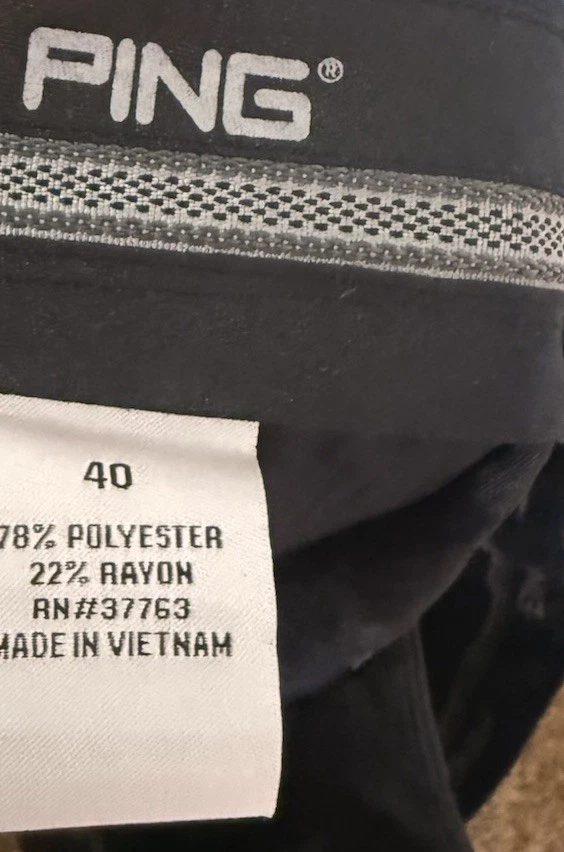 PING®
40
78% POLYESTER
22% RAYON
RN#37763
MADE IN VIETNAM